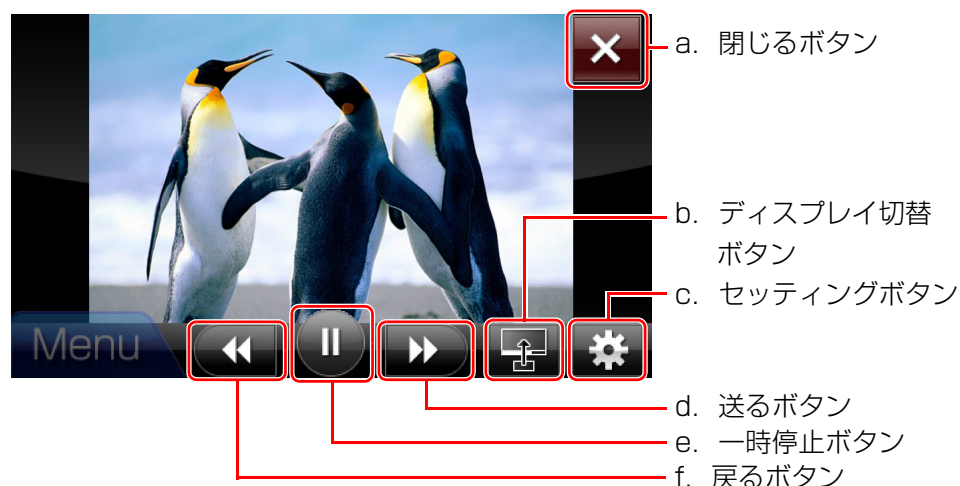 a. 閉じるボタン
b. ディスプレイ切替
ボタン
c. セッティングボタン
Menu
d. 送るボタン
e. 一時停止ボタン
f. 戻るボタン